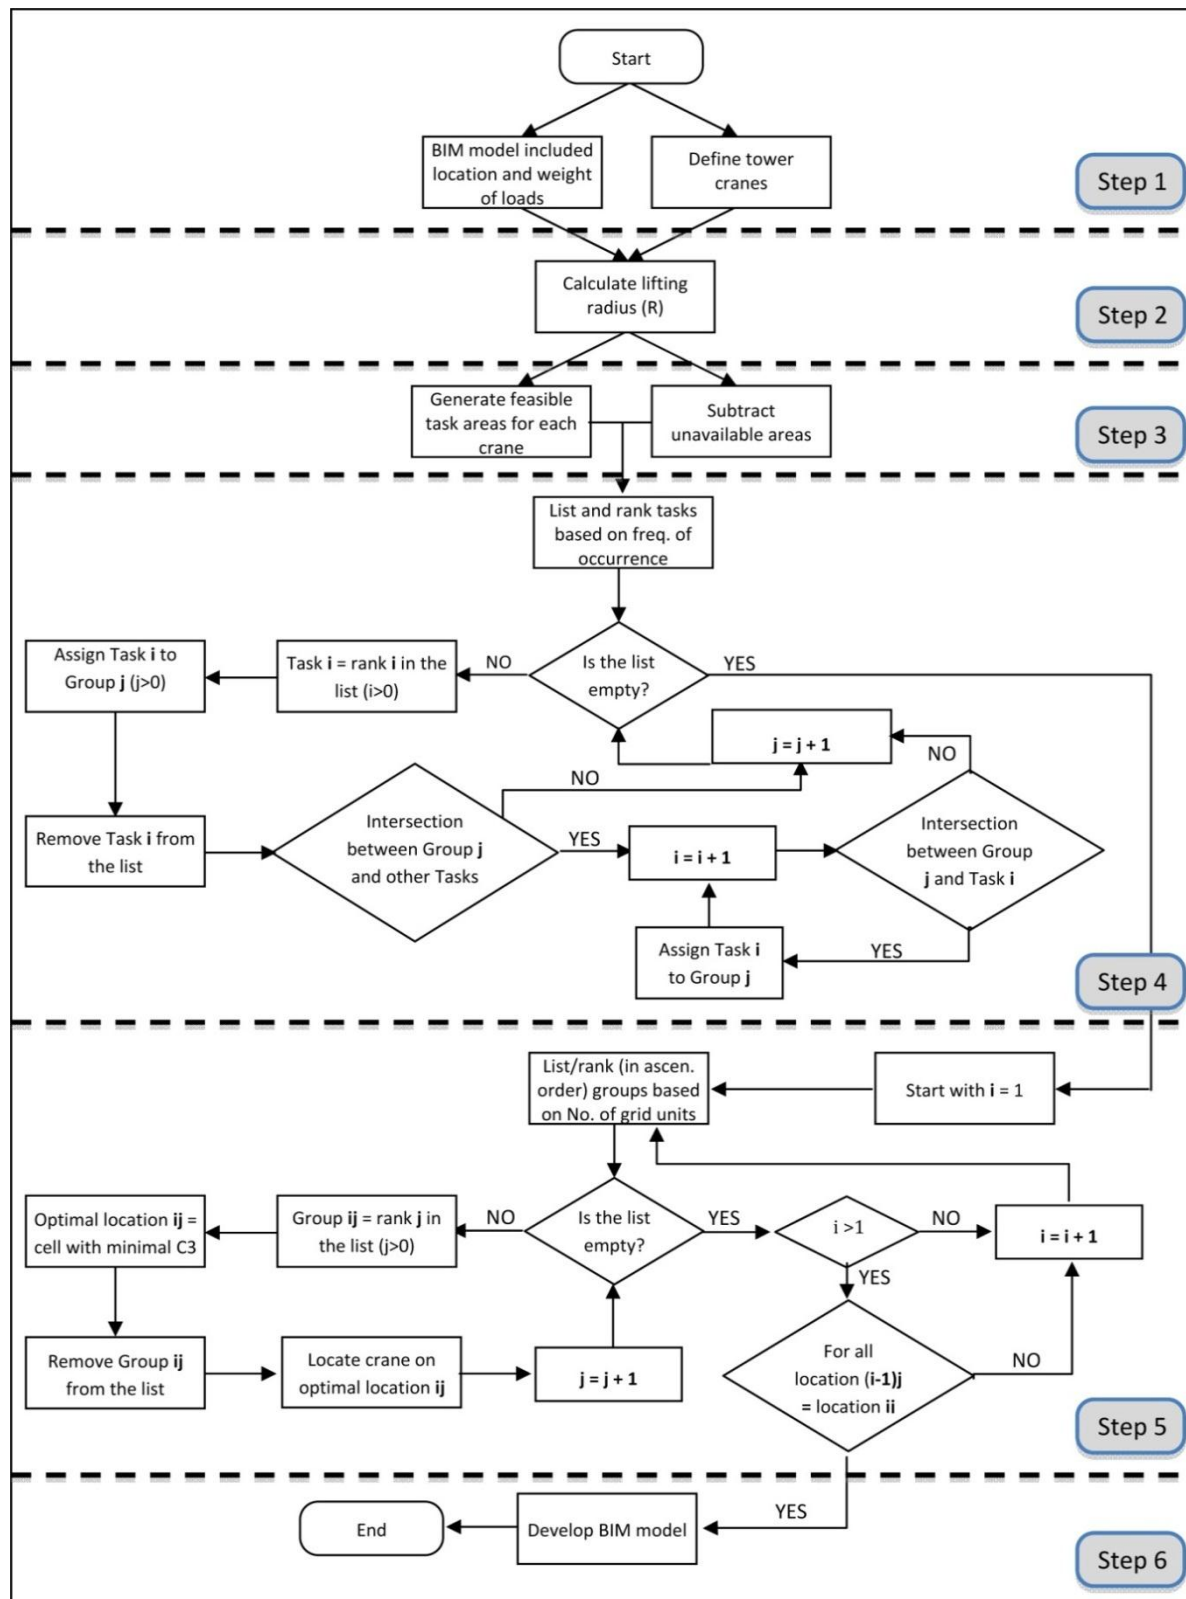 Start
BIM model included
location and weight
of loads
Define tower
cranes
Step 1
Calculate lifting
radius (R)
Step 2
Generate feasible
task areas for each
crane
Subtract
unavailable areas
Step 3
List and rank tasks
based on freq. of
occurrence
Assign Task i to
Group j (j>0)
Task i = rank i in the
list (i>0)
NO
Is the list
empty?
YES
j = j + 1
NO
NO
Remove Task i from
the list
Intersection
between Group j
and other Tasks
YES
i = i + 1
Intersection
between Group
j and Task i
Assign Task i
to Group j
YES
Step 4
List/rank (in ascen.
order) groups based
on No. of grid units
Start with i = 1
Optimal location ij =
cell with minimal C3
Group ij = rank j in
the list (j>0)
NO
Is the list
empty?
YES
i >1
NO
i = i + 1
YES
Remove Group ij
from the list
Locate crane on
optimal location ij
j = j + 1
For all
location (i-1)j
= location ii
NO
Step 5
End
Develop BIM model
YES
Step 6